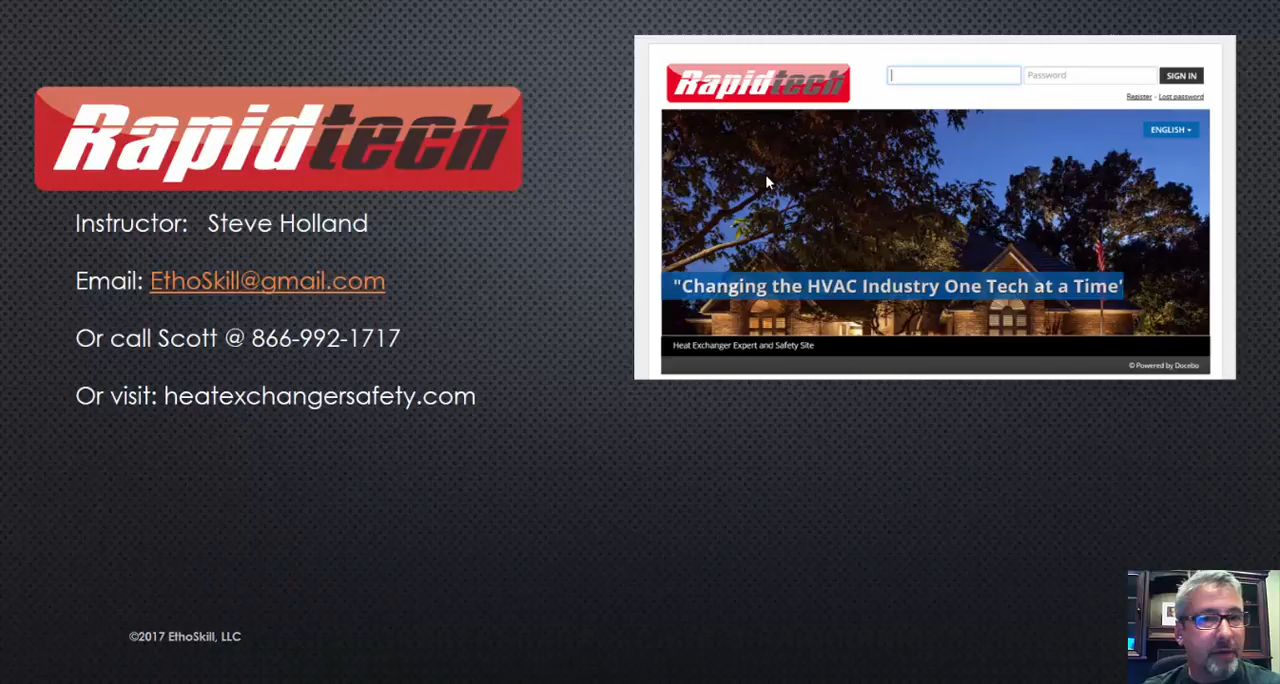 Rapidtech
Instructor: Steve Holland
Email: EthoSkill@gmail.com
Or call Scott @ 866-992-1717
Or visit: heatexchangersafety.com
©2017 EthoSkill, LLC
Rapidtech
Password
SIGN IN
Register - Lost password
ENGLISH
"Changing the HVAC Industry One Tech at a Time'
Heat Exchanger Expert and Safety Site
© Powered by Docebo